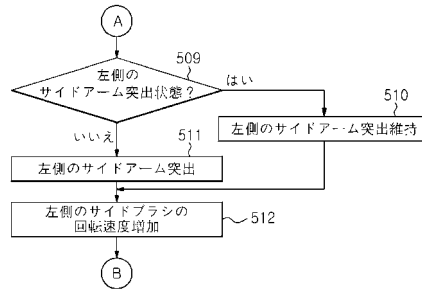 A
509
左側の
サイドアーム突出状態?
はい
510
左側のサイドアーム突出維持
いいえ
511
左側のサイドアーム突出
左側のサイドブラシの
回転速度増加
512
B